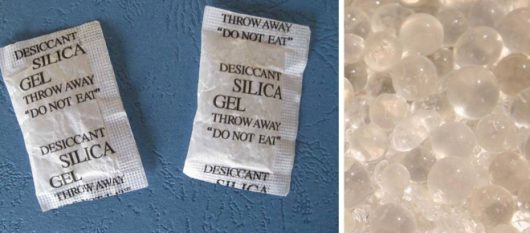 DESICCANT
SILICA
GEL
THROW AWAY
"DO NOT EAT"
DESICCANT
SILICA
GEL
THROW AWAY
THROW AWAY
"DO NOT EAT"
DESICCANT
SILICA
GEL
THROW AWAY
"DO NOT EAT"
DESICCANT
SILICA